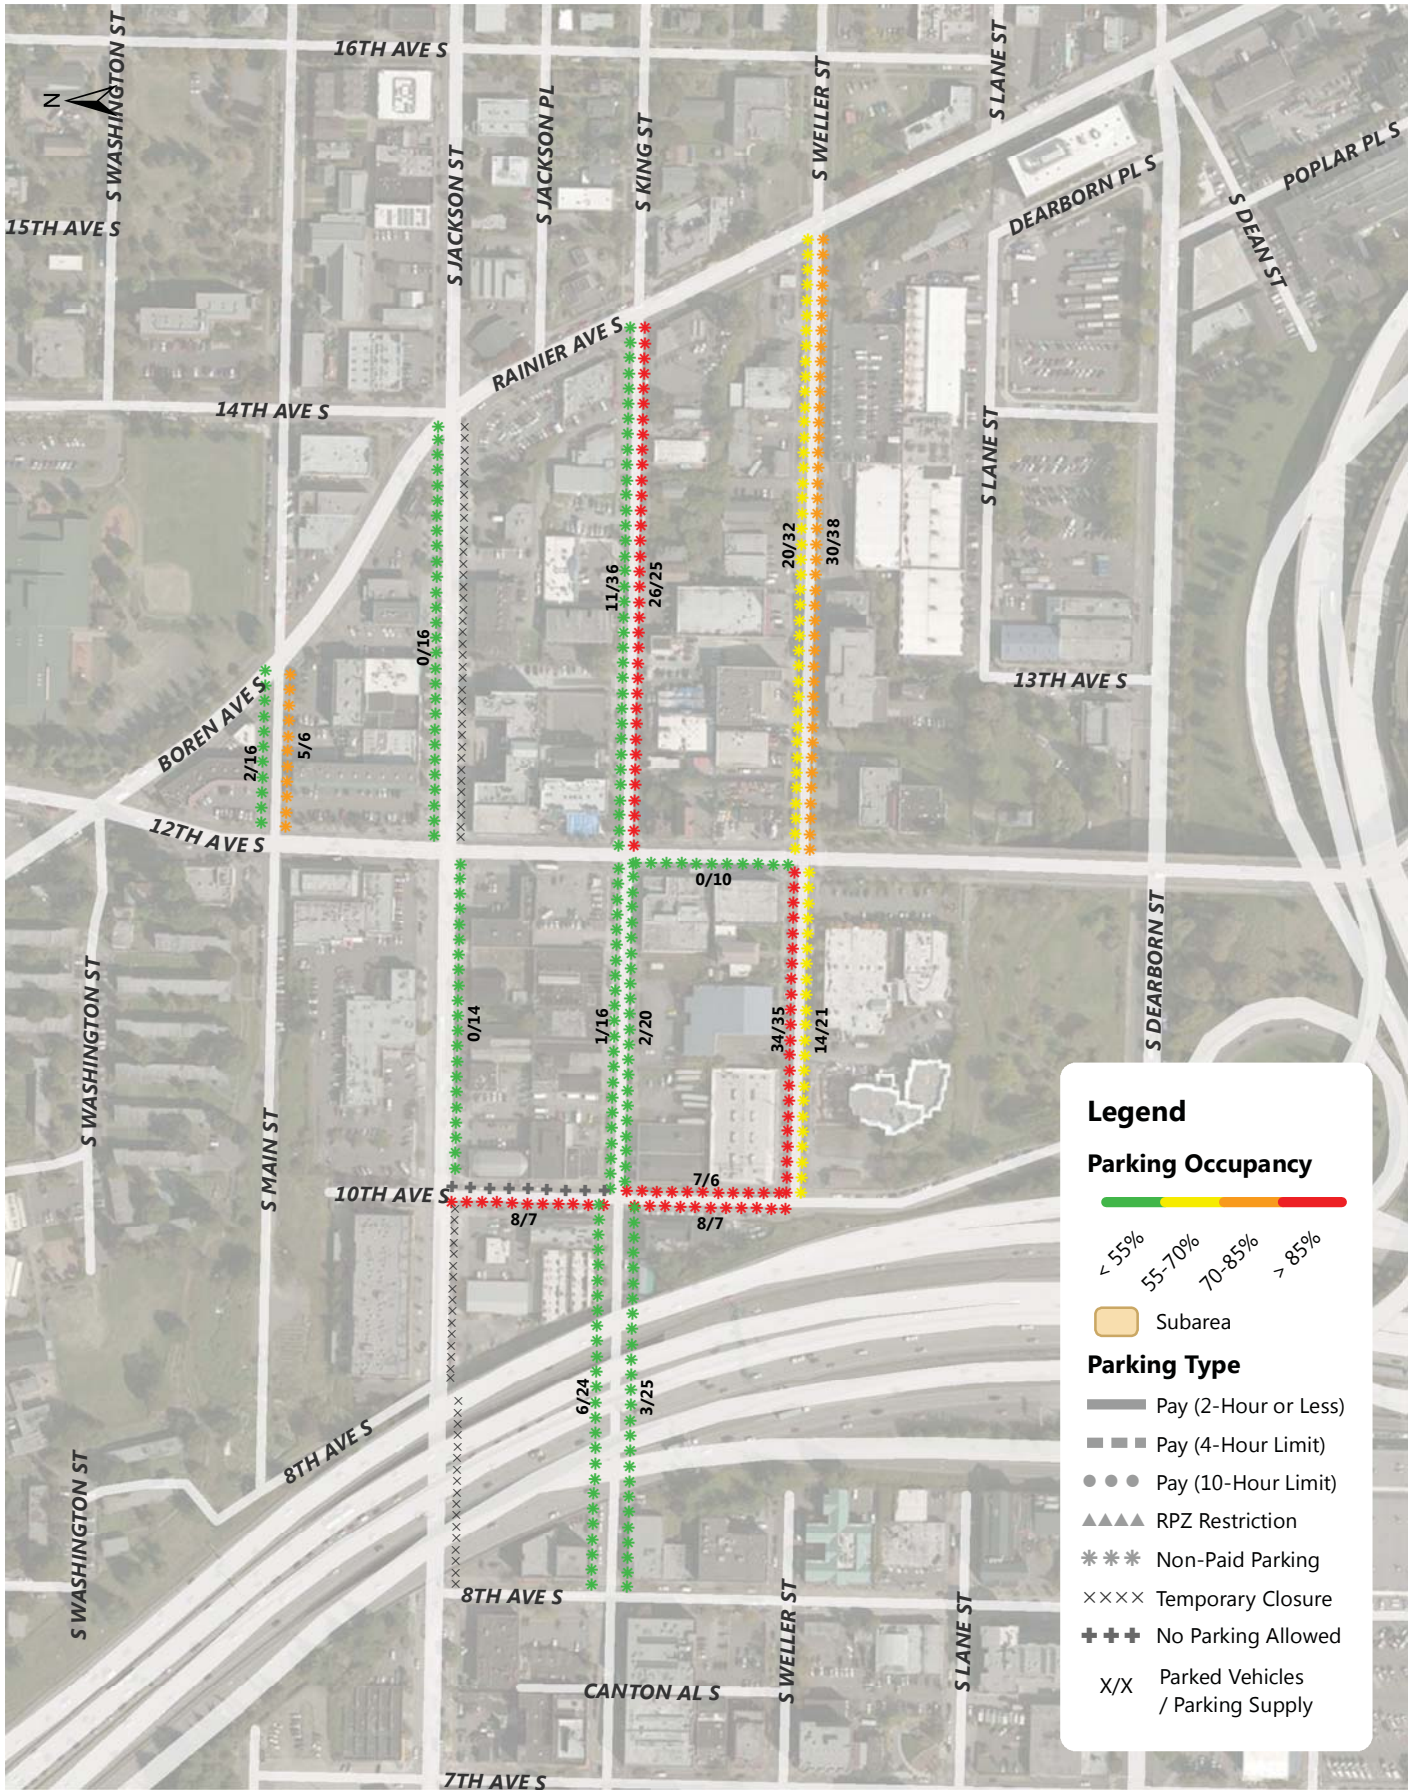 16TH AVE S
S WASHINGTON ST
N
S JACKSON ST
S JACKSON PL
S KING ST
S WELLER ST
S LANE ST
POPLAR PL S
DEARBORN PL S
S DEAN ST
15TH AVE S
RAINIER AVE S
14TH AVE S
S LANE ST
20/32
30/38
11/36
26/25
0/16
13TH AVE S
BOREN AVE S
2/16
5/6
12TH AVE S
0/10
S DEARBORN ST
S WASHINGTON ST
0/14
1/16
2/20
34/35
14/21
S MAIN ST
10TH AVE S
7/6
8/7
8/7
6/24
3/25
8TH AVE S
S WASHINGTON ST
8TH AVE S
S WELLER ST
S LANE ST
CANTON AL S
7TH AVE S
Legend
Parking Occupancy
< 55%
55-70%
70-85%
> 85%
Subarea
Parking Type
Pay (2-Hour or Less)
Pay (4-Hour Limit)
Pay (10-Hour Limit)
RPZ Restriction
Non-Paid Parking
Temporary Closure
No Parking Allowed
X/X Parked Vehicles
/ Parking Supply